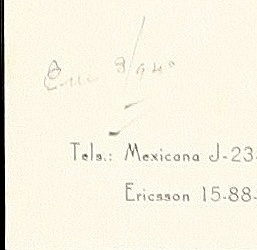 Tels.: Mexicana J-23-
Ericsson 15-88-